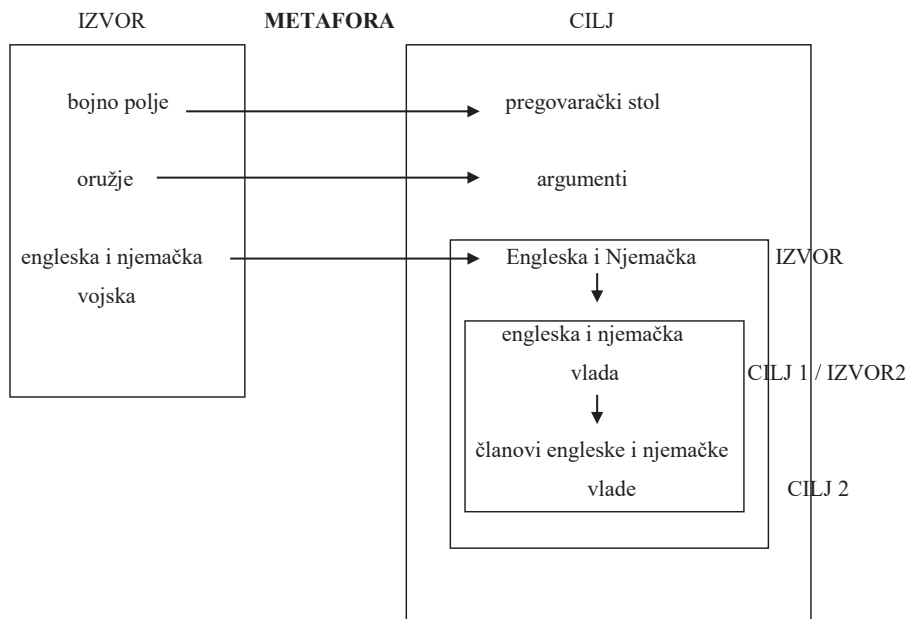 IZVOR METAFORA CILJ
bojno polje pregovarački stol
oružje argumenti
engleska i njemačka Engleska i Njemačka IZVOR
vojska
engleska i njemačka
vlada CILJ 1 / IZVOR2
članovi engleske i njemačke
vlade CILJ 2